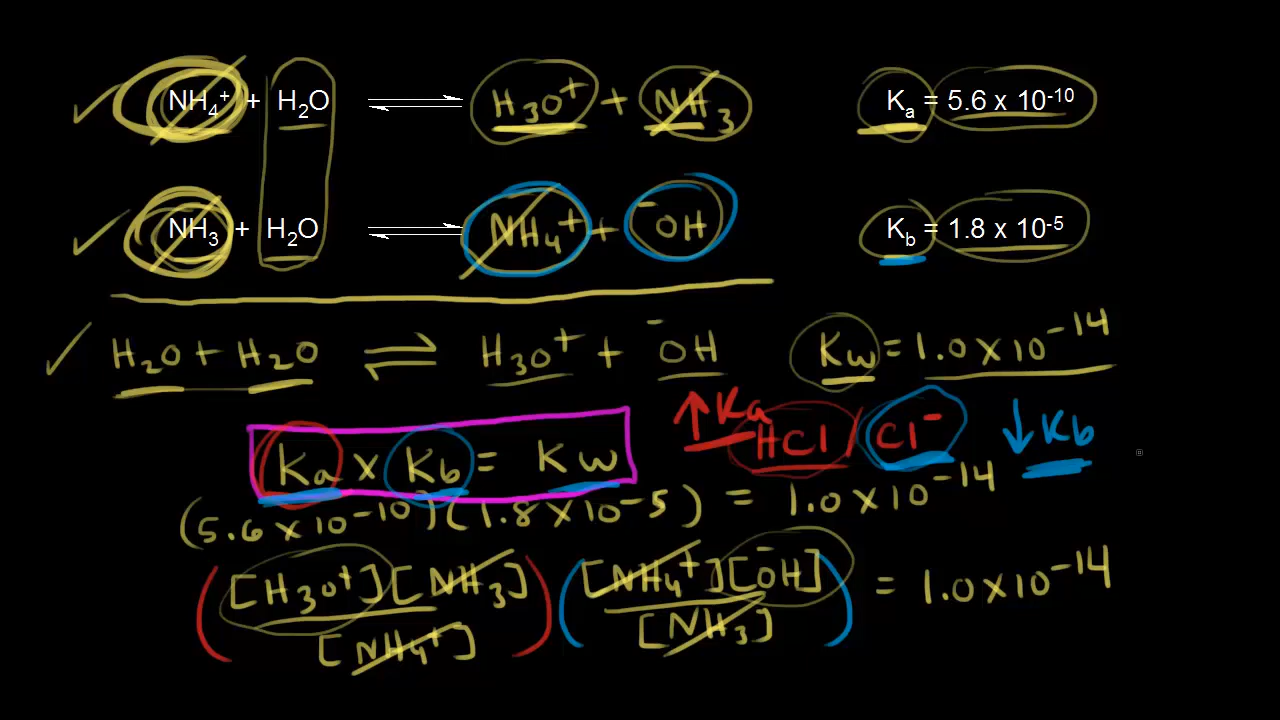 NH₄⁺ + H₂O ⇌ H₃O⁺ + NH₃ Kₐ = 5.6 x 10⁻¹⁰
NH₃ + H₂O ⇌ NH₄⁺ + ⁻OH K_b = 1.8 x 10⁻⁵
H₂O + H₂O ⇌ H₃O⁺ + ⁻OH Kw = 1.0 x 10⁻¹⁴
↑Ka HCl / Cl⁻ ↓Kb
Ka x Kb = Kw
(5.6 x 10⁻¹⁰)(1.8 x 10⁻⁵) = 1.0 x 10⁻¹⁴
([H₃O⁺][NH₃] / [NH₄⁺]) ([NH₄⁺][⁻OH] / [NH₃]) = 1.0 x 10⁻¹⁴